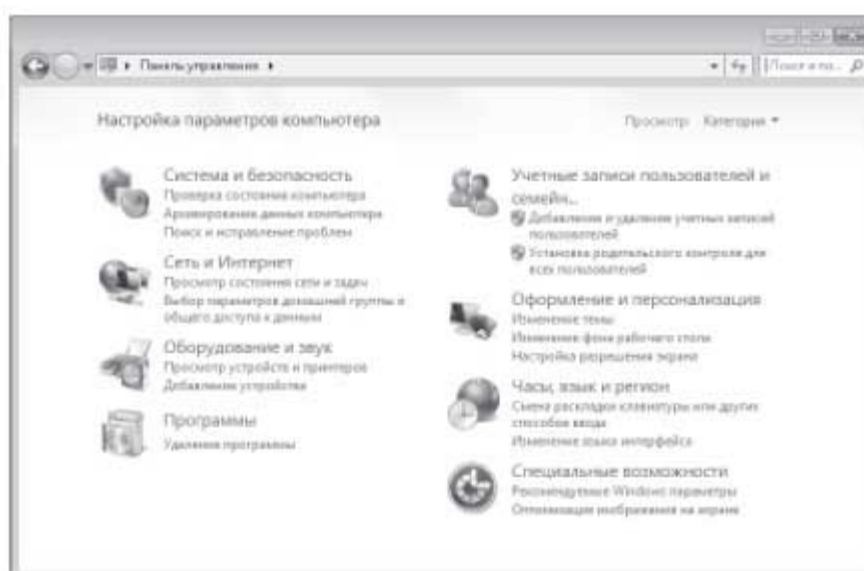 Панель управления
Поиск в па...
Настройка параметров компьютера
Просмотр: Категория
Система и безопасность
Проверка состояния компьютера
Архивирование данных компьютера
Поиск и исправление проблем
Сеть и Интернет
Просмотр состояния сети и задач
Выбор параметров домашней группы и
общего доступа к данным
Оборудование и звук
Просмотр устройств и принтеров
Добавление устройства
Программы
Удаление программы
Учетные записи пользователей и
семейн...
Добавление и удаление учетных записей
пользователей
Установка родительского контроля для
всех пользователей
Оформление и персонализация
Изменение темы
Изменение фона рабочего стола
Настройка разрешения экрана
Часы, язык и регион
Смена раскладки клавиатуры или других
способов ввода
Изменение языка интерфейса
Специальные возможности
Рекомендуемые Windows параметры
Оптимизация изображения на экране